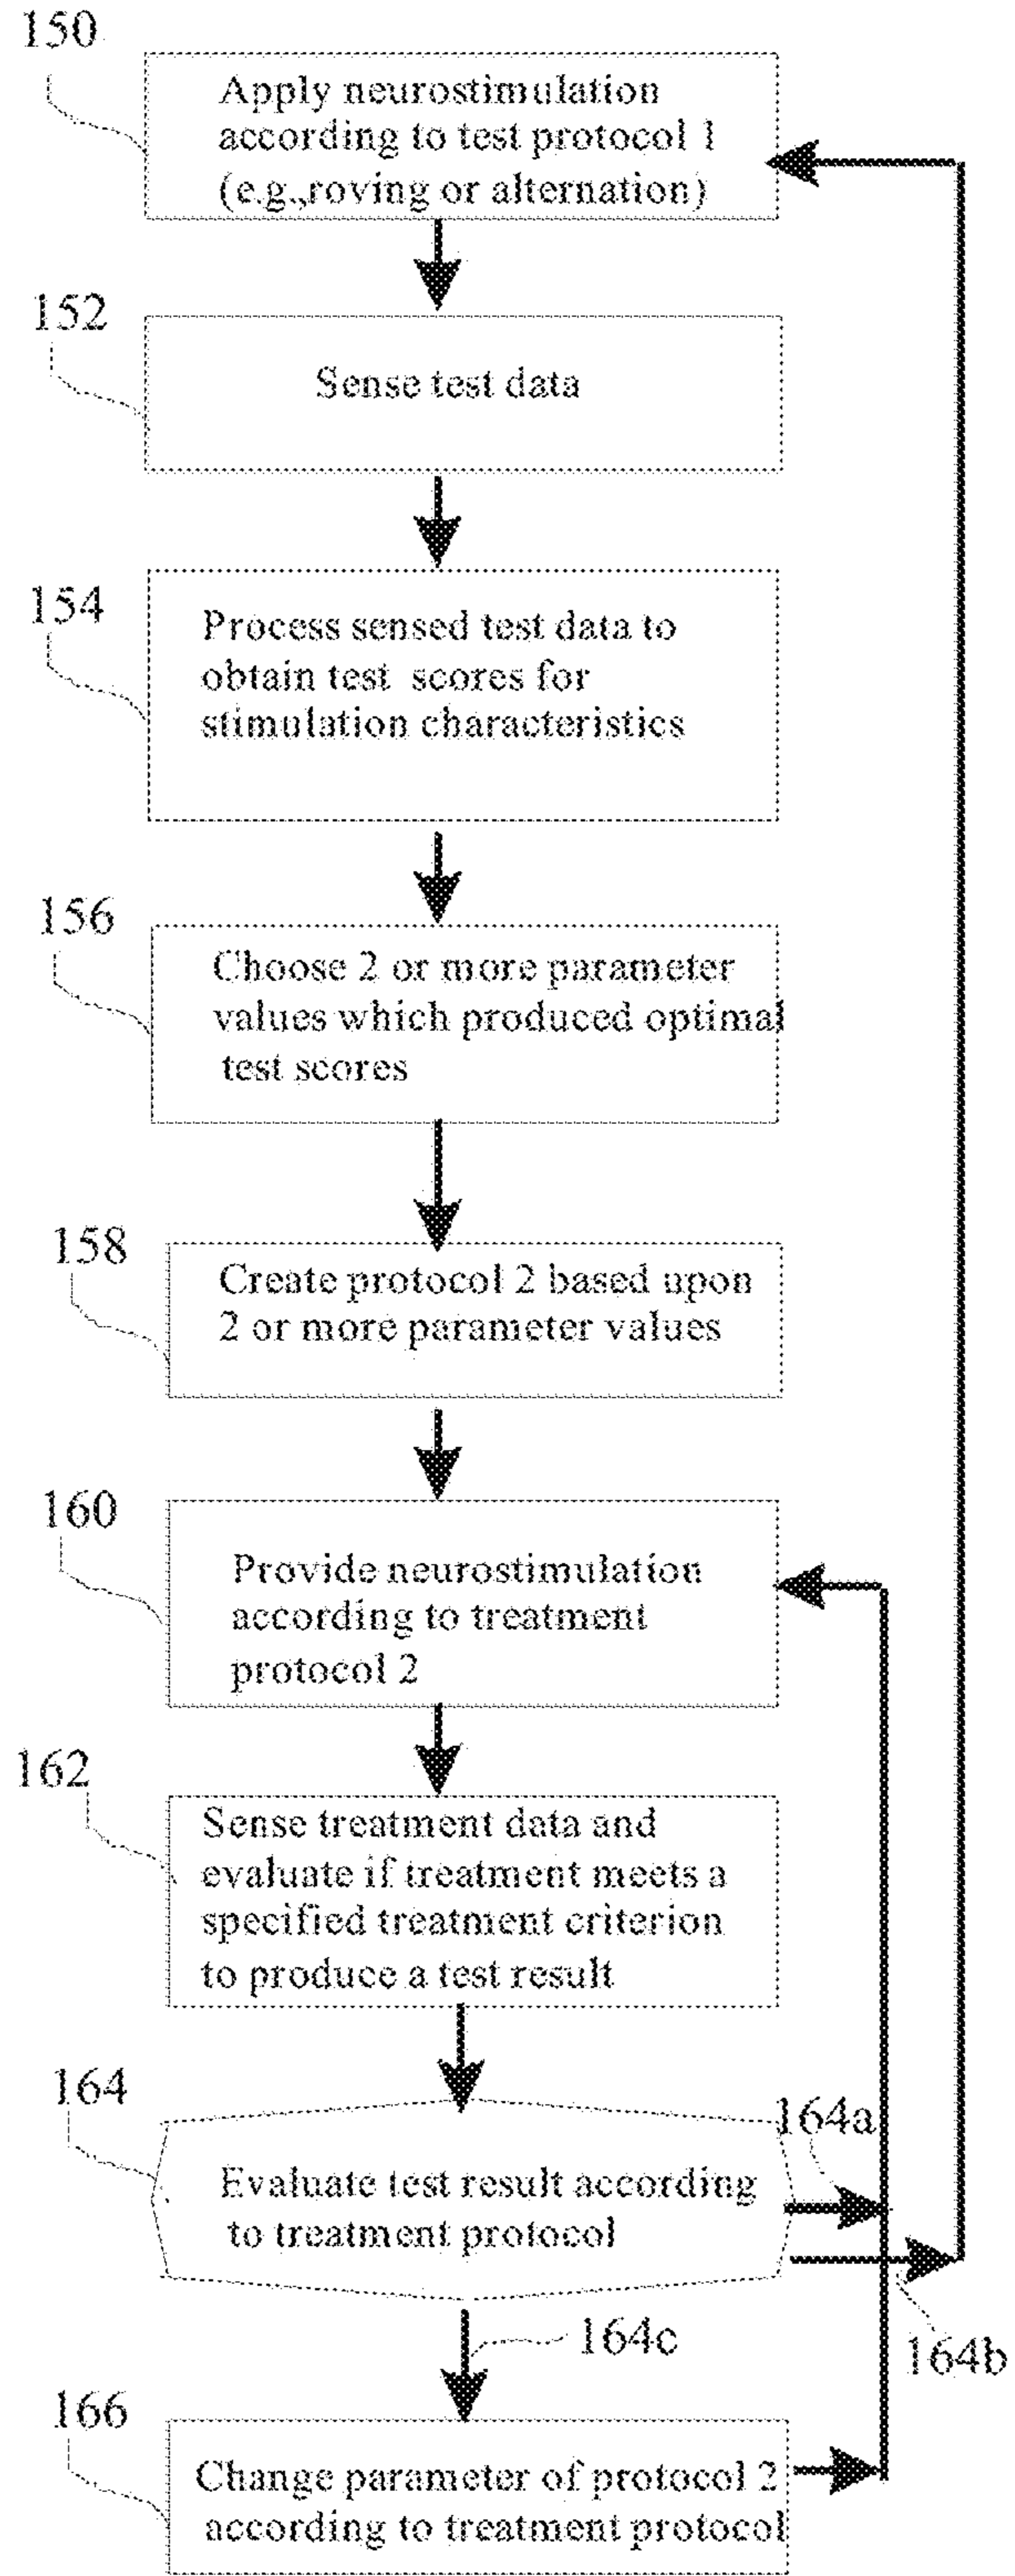 150
Apply neurostimulation
according to test protocol 1
(e.g.,roving or alternation)
152
Sense test data
154
Process sensed test data to
obtain test scores for
stimulation characteristics
156
Choose 2 or more parameter
values which produced optimal
test scores
158
Create protocol 2 based upon
2 or more parameter values
160
Provide neurostimulation
according to treatment
protocol 2
162
Sense treatment data and
evaluate if treatment meets a
specified treatment criterion
to produce a test result
164
164a
Evaluate test result according
to treatment protocol
164c
164b
166
Change parameter of protocol 2
according to treatment protocol